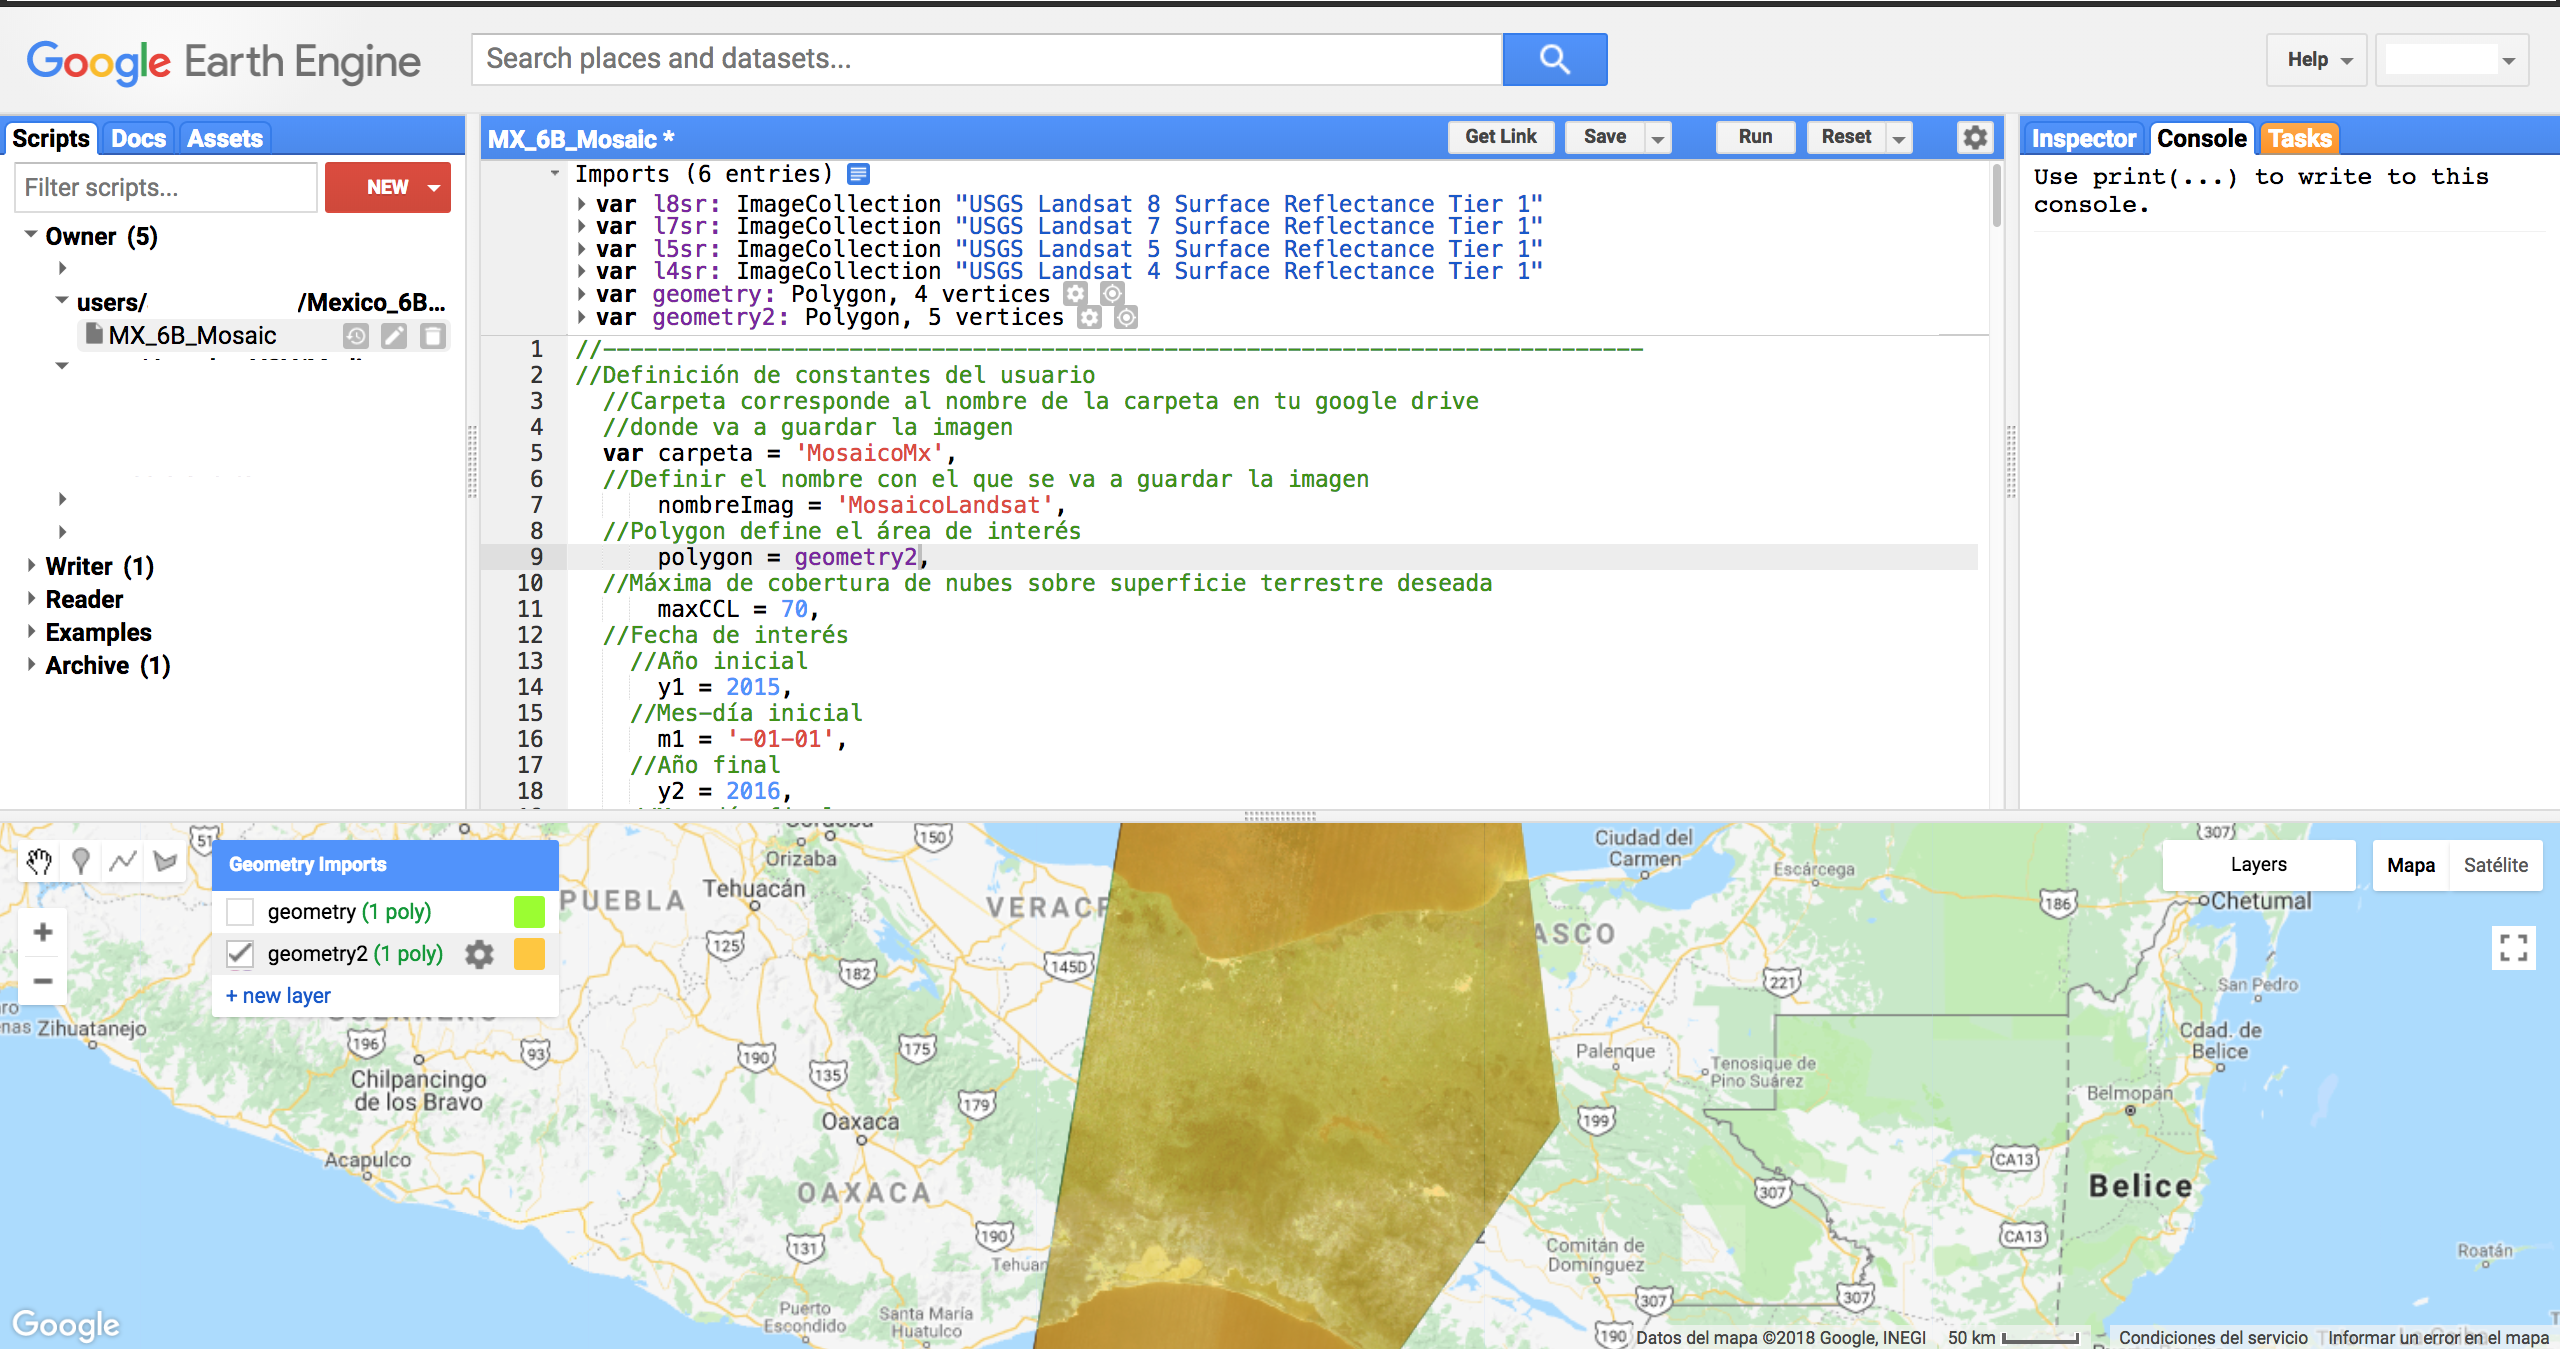 Google Earth Engine
Search places and datasets...
Help
Scripts Docs Assets
Filter scripts...
NEW
Owner (5)
users/ /Mexico_6B...
MX_6B_Mosaic
Writer (1)
Reader
Examples
Archive (1)
MX_6B_Mosaic *
Get Link Save Run Reset
Imports (6 entries)
var l8sr: ImageCollection "USGS Landsat 8 Surface Reflectance Tier 1"
var l7sr: ImageCollection "USGS Landsat 7 Surface Reflectance Tier 1"
var l5sr: ImageCollection "USGS Landsat 5 Surface Reflectance Tier 1"
var l4sr: ImageCollection "USGS Landsat 4 Surface Reflectance Tier 1"
var geometry: Polygon, 4 vertices
var geometry2: Polygon, 5 vertices
1 //----------------------------------------------------------------------------
2 //Definición de constantes del usuario
3 //Carpeta corresponde al nombre de la carpeta en tu google drive
4 //donde va a guardar la imagen
5 var carpeta = 'MosaicoMx',
6 //Definir el nombre con el que se va a guardar la imagen
7 nombreImag = 'MosaicoLandsat',
8 //Polygon define el área de interés
9 polygon = geometry2,
10 //Máxima de cobertura de nubes sobre superficie terrestre deseada
11 maxCCL = 70,
12 //Fecha de interés
13 //Año inicial
14 y1 = 2015,
15 //Mes-día inicial
16 m1 = '-01-01',
17 //Año final
18 y2 = 2016,
Inspector Console Tasks
Use print(...) to write to this
console.
Geometry Imports
geometry (1 poly)
geometry2 (1 poly)
+ new layer
Layers
Mapa Satélite
+
−
51
150
Orizaba
Tehuacán
PUEBLA
VERACR
125
182
145D
Zihuatanejo
196
93
190
175
135
179
Chilpancingo
de los Bravo
Oaxaca
Acapulco
OAXACA
131
190
Tehuan
Puerto
Escondido
Santa María
Huatulco
Ciudad del
Carmen
Escárcega
307
186
Chetumal
ASCO
221
San Pedro
Cdad. de
Belice
Palenque
Tenosique de
Pino Suárez
Belmopán
199
CA13
Belice
307
CA13
Comitán de
Domínguez
307
307
190
Roatán
Google
Datos del mapa ©2018 Google, INEGI 50 km Condiciones del servicio Informar un error en el mapa